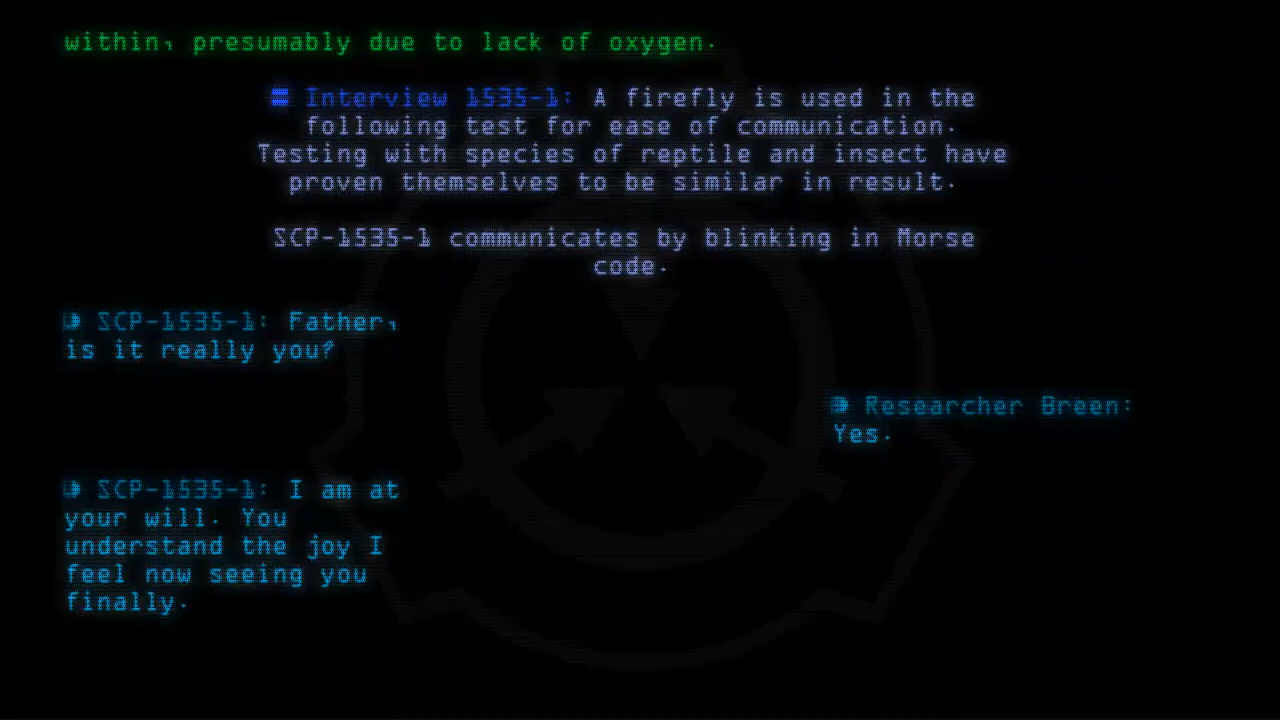 within, presumably due to lack of oxygen.
Interview 1535-1: A firefly is used in the
following test for ease of communication.
Testing with species of reptile and insect have
proven themselves to be similar in result.
SCP-1535-1 communicates by blinking in Morse
code.
SCP-1535-1: Father,
is it really you?
Researcher Breen:
Yes.
SCP-1535-1: I am at
your will. You
understand the joy I
feel now seeing you
finally.